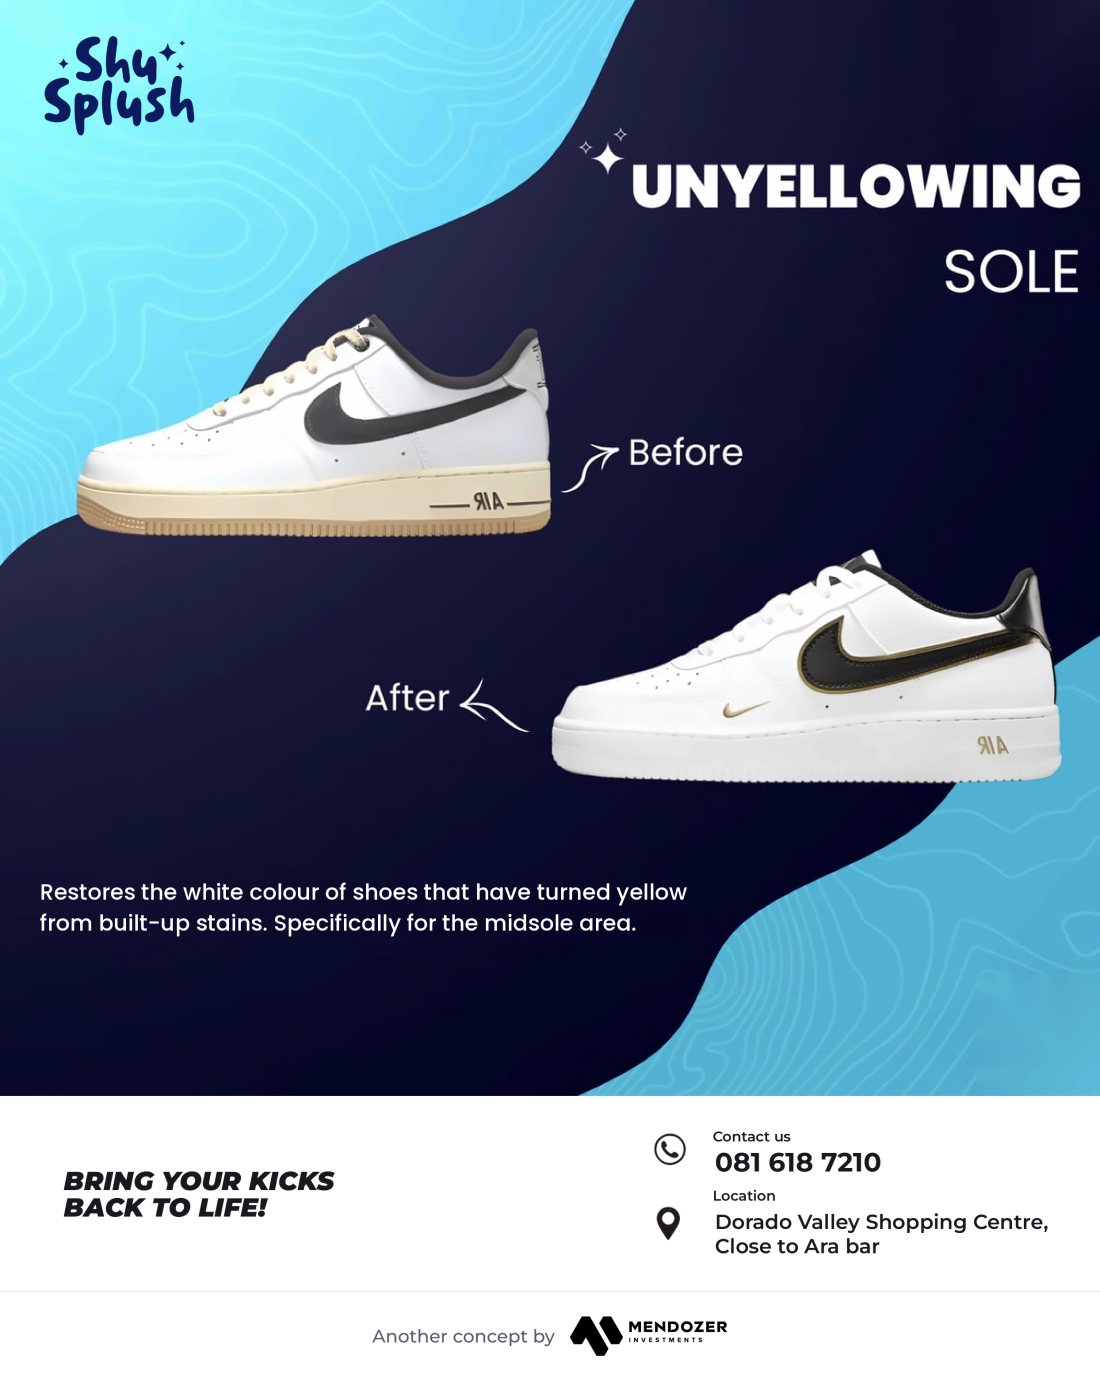 Shu
Splush
UNYELLOWING
SOLE
AIR
Before
After
AIR
Restores the white colour of shoes that have turned yellow
from built-up stains. Specifically for the midsole area.
BRING YOUR KICKS
BACK TO LIFE!
Contact us
081 618 7210
Location
Dorado Valley Shopping Centre,
Close to Ara bar
Another concept by
MENDOZER
INVESTMENTS